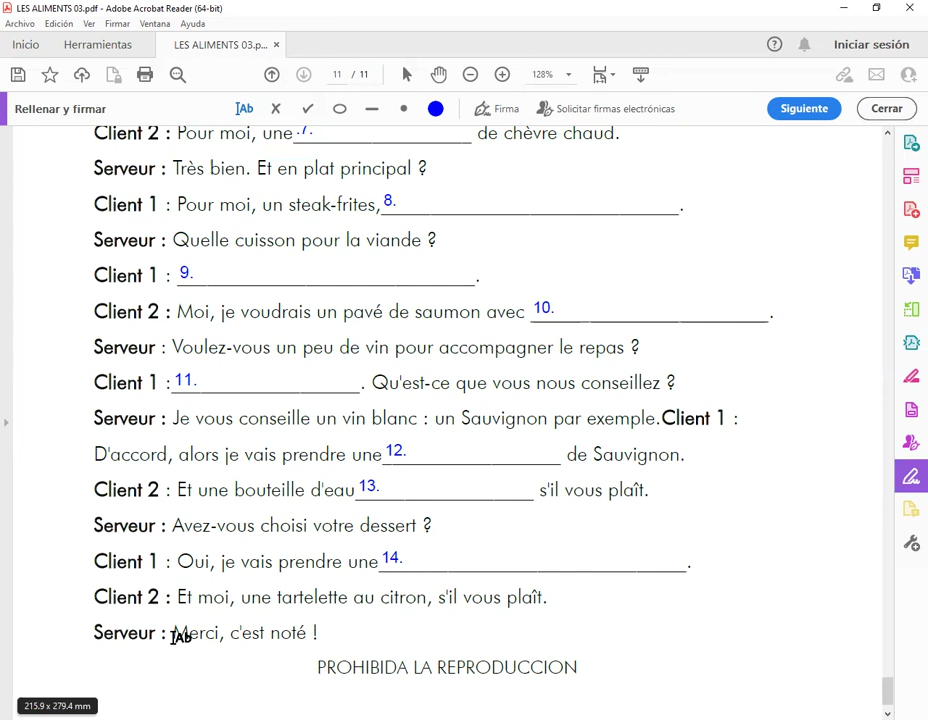 LES ALIMENTS 03.pdf - Adobe Acrobat Reader (64-bit)
Archivo Edición Ver Firmar Ventana Ayuda
Inicio Herramientas LES ALIMENTS 03.p... × Iniciar sesión
11 / 11 128%
Rellenar y firmar Ab Firma Solicitar firmas electrónicas Siguiente Cerrar
Client 2 : Pour moi, une 7. de chèvre chaud.
Serveur : Très bien. Et en plat principal ?
Client 1 : Pour moi, un steak-frites, 8. .
Serveur : Quelle cuisson pour la viande ?
Client 1 : 9. .
Client 2 : Moi, je voudrais un pavé de saumon avec 10. .
Serveur : Voulez-vous un peu de vin pour accompagner le repas ?
Client 1 : 11. . Qu'est-ce que vous nous conseillez ?
Serveur : Je vous conseille un vin blanc : un Sauvignon par exemple.Client 1 :
D'accord, alors je vais prendre une 12. de Sauvignon.
Client 2 : Et une bouteille d'eau 13. s'il vous plaît.
Serveur : Avez-vous choisi votre dessert ?
Client 1 : Oui, je vais prendre une 14. .
Client 2 : Et moi, une tartelette au citron, s'il vous plaît.
Serveur : Merci, c'est noté !
Ab
PROHIBIDA LA REPRODUCCION
215.9 x 279.4 mm